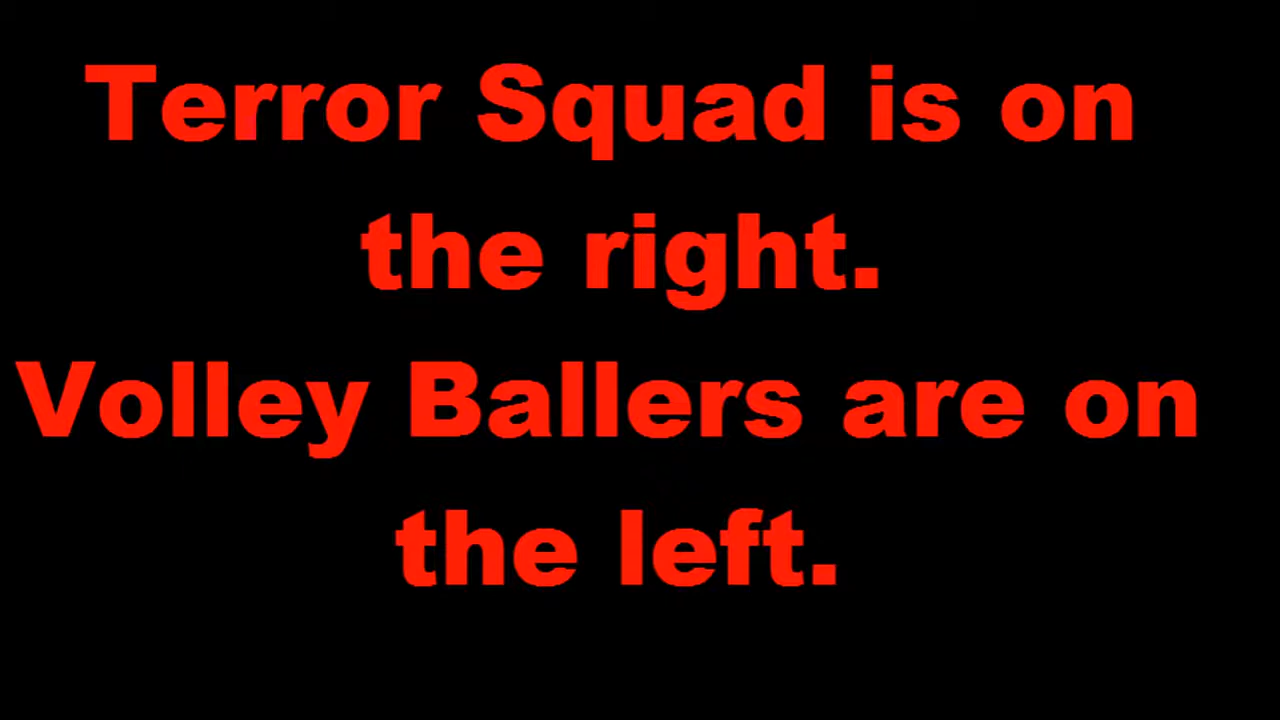 Terror Squad is on
the right.
Volley Ballers are on
the left.